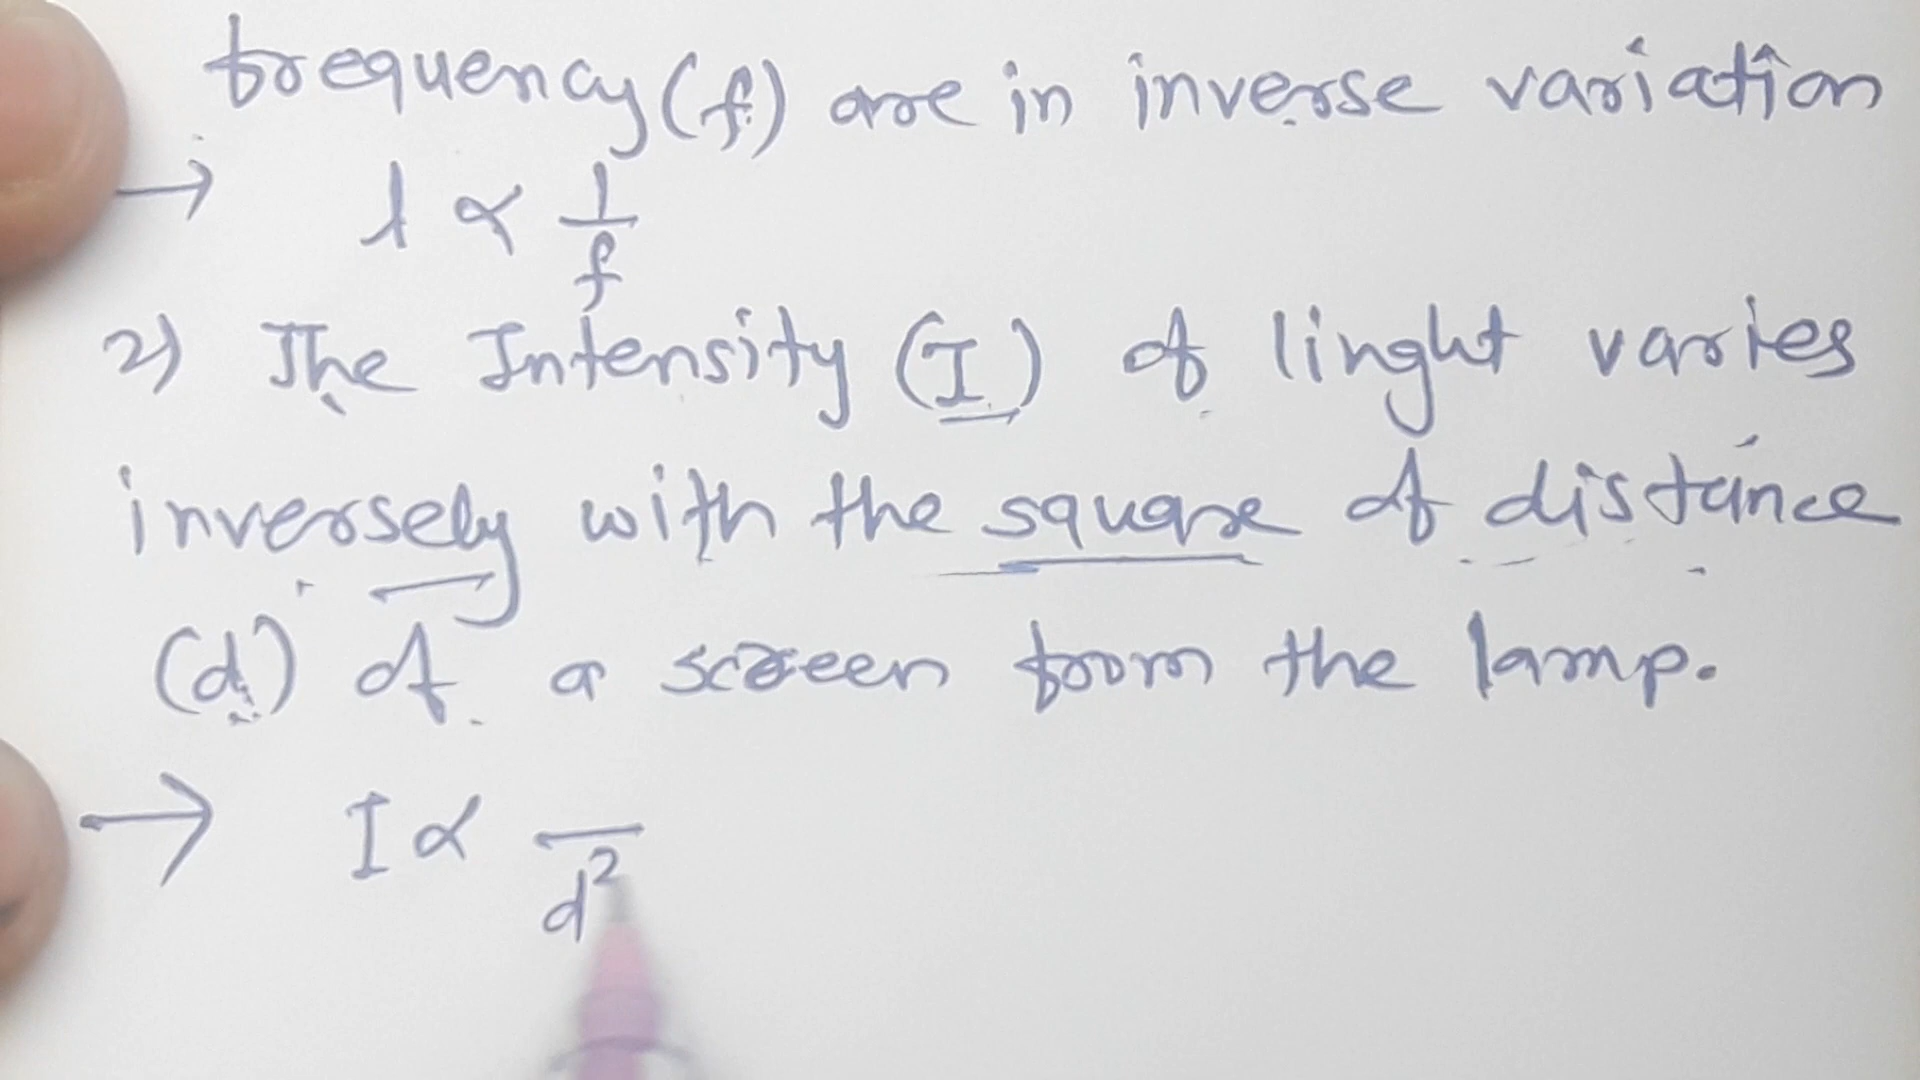 frequency (f) are in inverse variation
→ l ∝ 1/f
2) The Intensity (I) of linght varies
inversely with the square of distance
(d) of a screen from the lamp.
→ I ∝ /d²